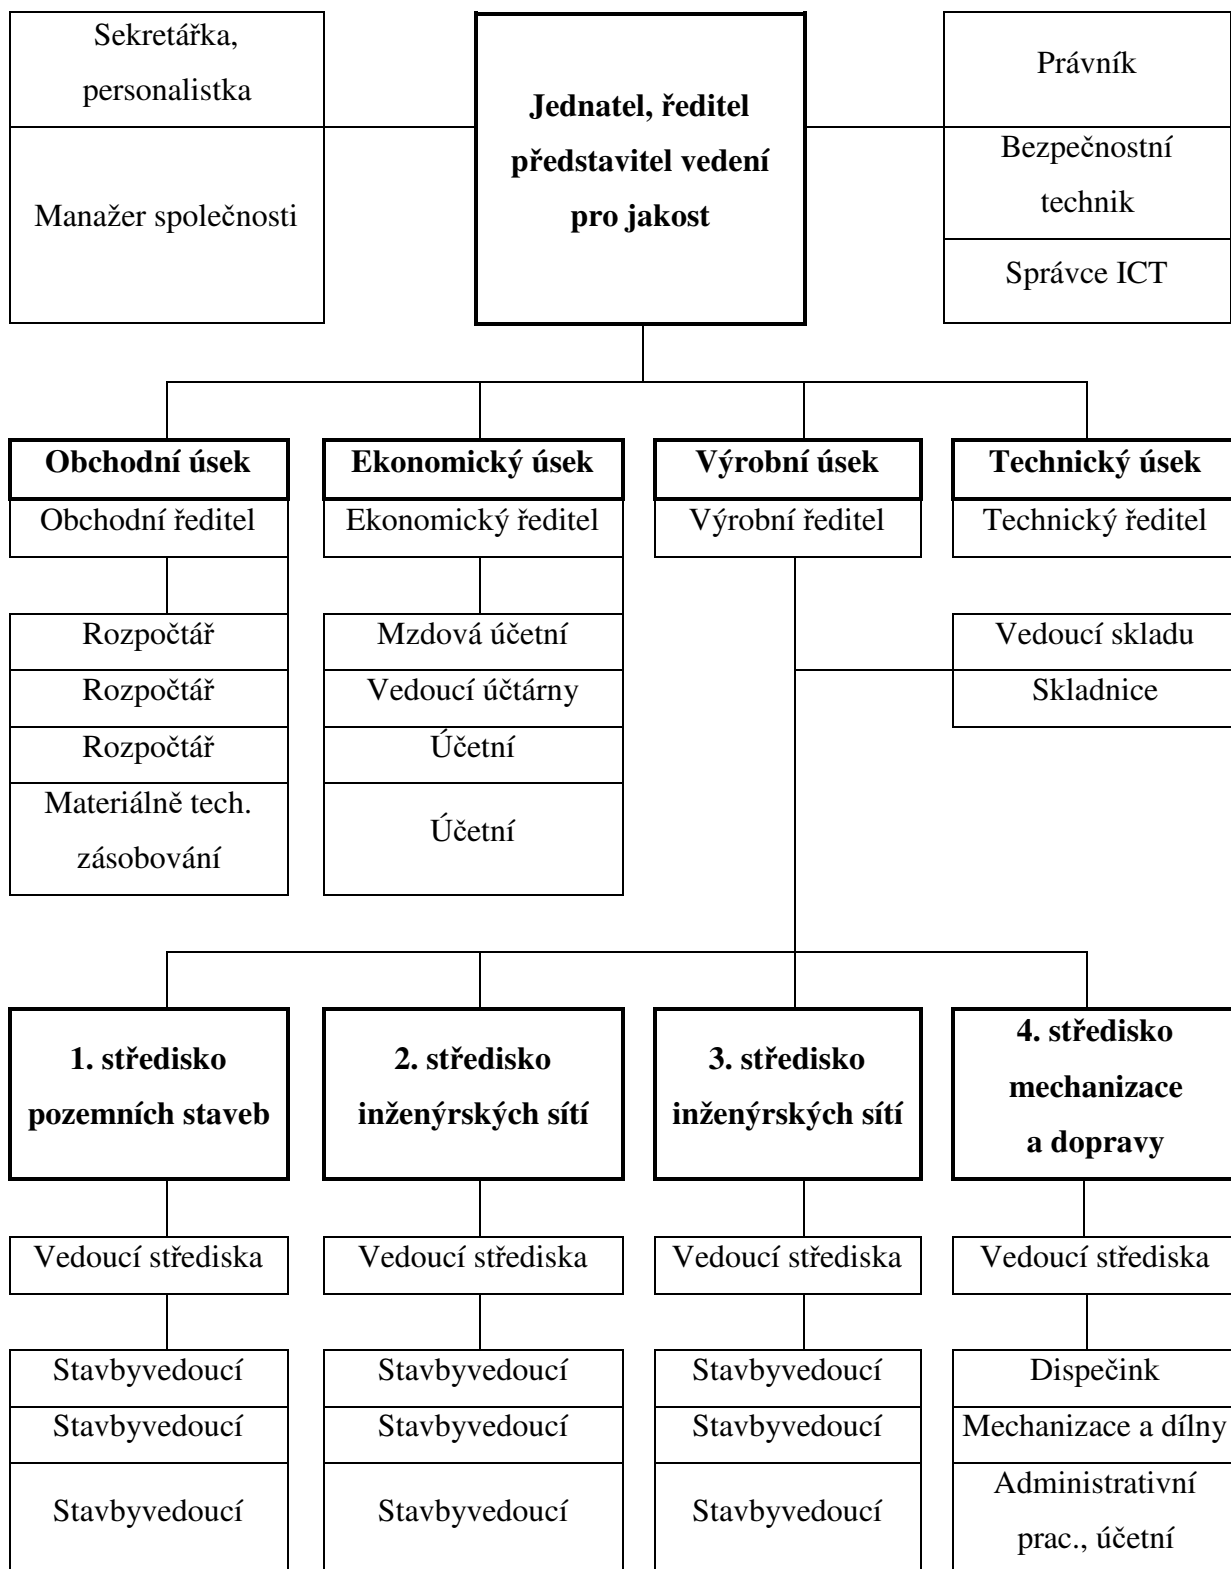 Sekretářka,
personalistka
Manažer společnosti
Jednatel, ředitel
představitel vedení
pro jakost
Právník
Bezpečnostní
technik
Správce ICT
Obchodní úsek
Obchodní ředitel
Ekonomický úsek
Ekonomický ředitel
Výrobní úsek
Výrobní ředitel
Technický úsek
Technický ředitel
Rozpočtář
Rozpočtář
Rozpočtář
Materiálně tech.
zásobování
Mzdová účetní
Vedoucí účtárny
Účetní
Účetní
Vedoucí skladu
Skladnice
1. středisko
pozemních staveb
2. středisko
inženýrských sítí
3. středisko
inženýrských sítí
4. středisko
mechanizace
a dopravy
Vedoucí střediska
Vedoucí střediska
Vedoucí střediska
Vedoucí střediska
Stavbyvedoucí
Stavbyvedoucí
Stavbyvedoucí
Stavbyvedoucí
Stavbyvedoucí
Stavbyvedoucí
Stavbyvedoucí
Stavbyvedoucí
Stavbyvedoucí
Dispečink
Mechanizace a dílny
Administrativní
prac., účetní